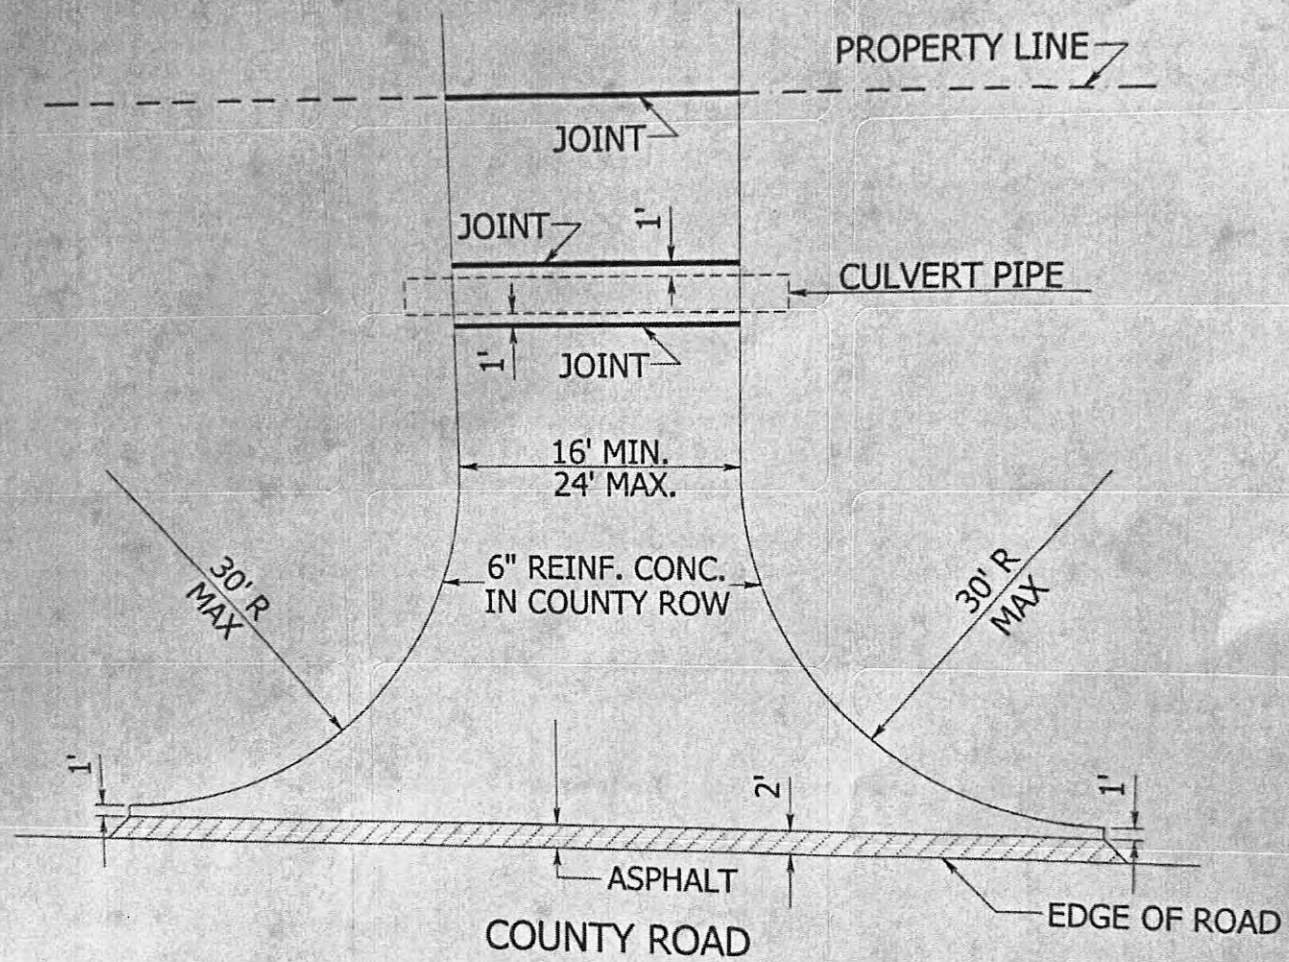 PROPERTY LINE
JOINT
JOINT
1'
CULVERT PIPE
1'
JOINT
16' MIN.
24' MAX.
30' R
MAX
6" REINF. CONC.
IN COUNTY ROW
30' R
MAX
1'
2'
1'
ASPHALT
EDGE OF ROAD
COUNTY ROAD